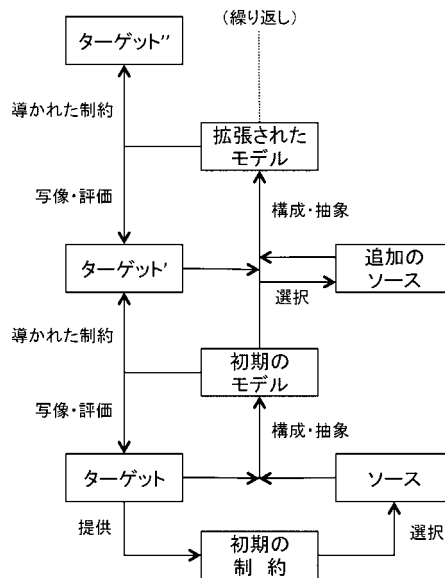 (繰り返し)
ターゲット''
導かれた制約
拡張された
モデル
写像・評価
構成・抽象
ターゲット'
追加の
ソース
選択
導かれた制約
初期の
モデル
写像・評価
構成・抽象
ターゲット
ソース
提供
選択
初期の
制 約